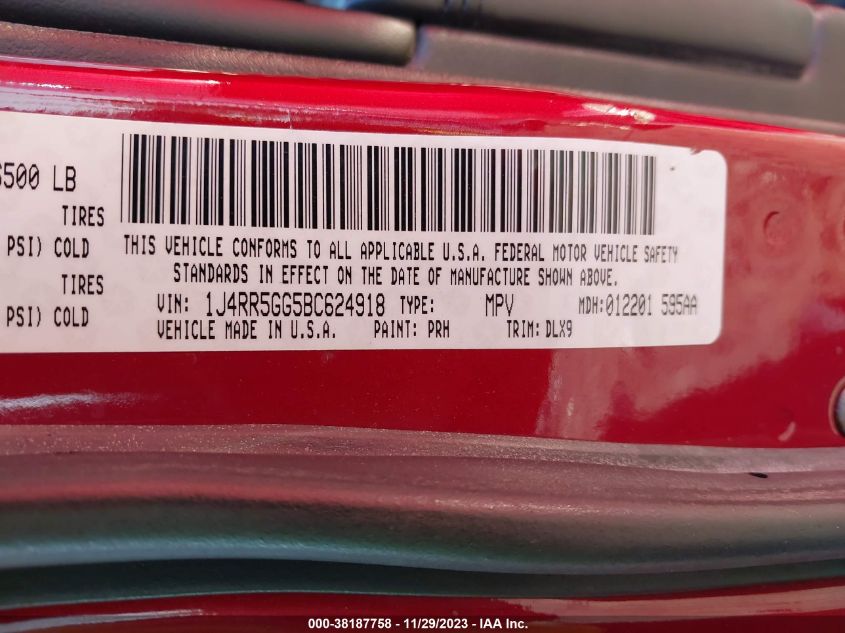 6500 LB
TIRES
PSI) COLD
THIS VEHICLE CONFORMS TO ALL APPLICABLE U.S.A. FEDERAL MOTOR VEHICLE SAFETY
STANDARDS IN EFFECT ON THE DATE OF MANUFACTURE SHOWN ABOVE.
TIRES
PSI) COLD
VIN: 1J4RR5GG5BC624918 TYPE: MPV MDH:012201 595AA
VEHICLE MADE IN U.S.A. PAINT: PRH TRIM: DLX9
000-38187758 - 11/29/2023 - IAA Inc.